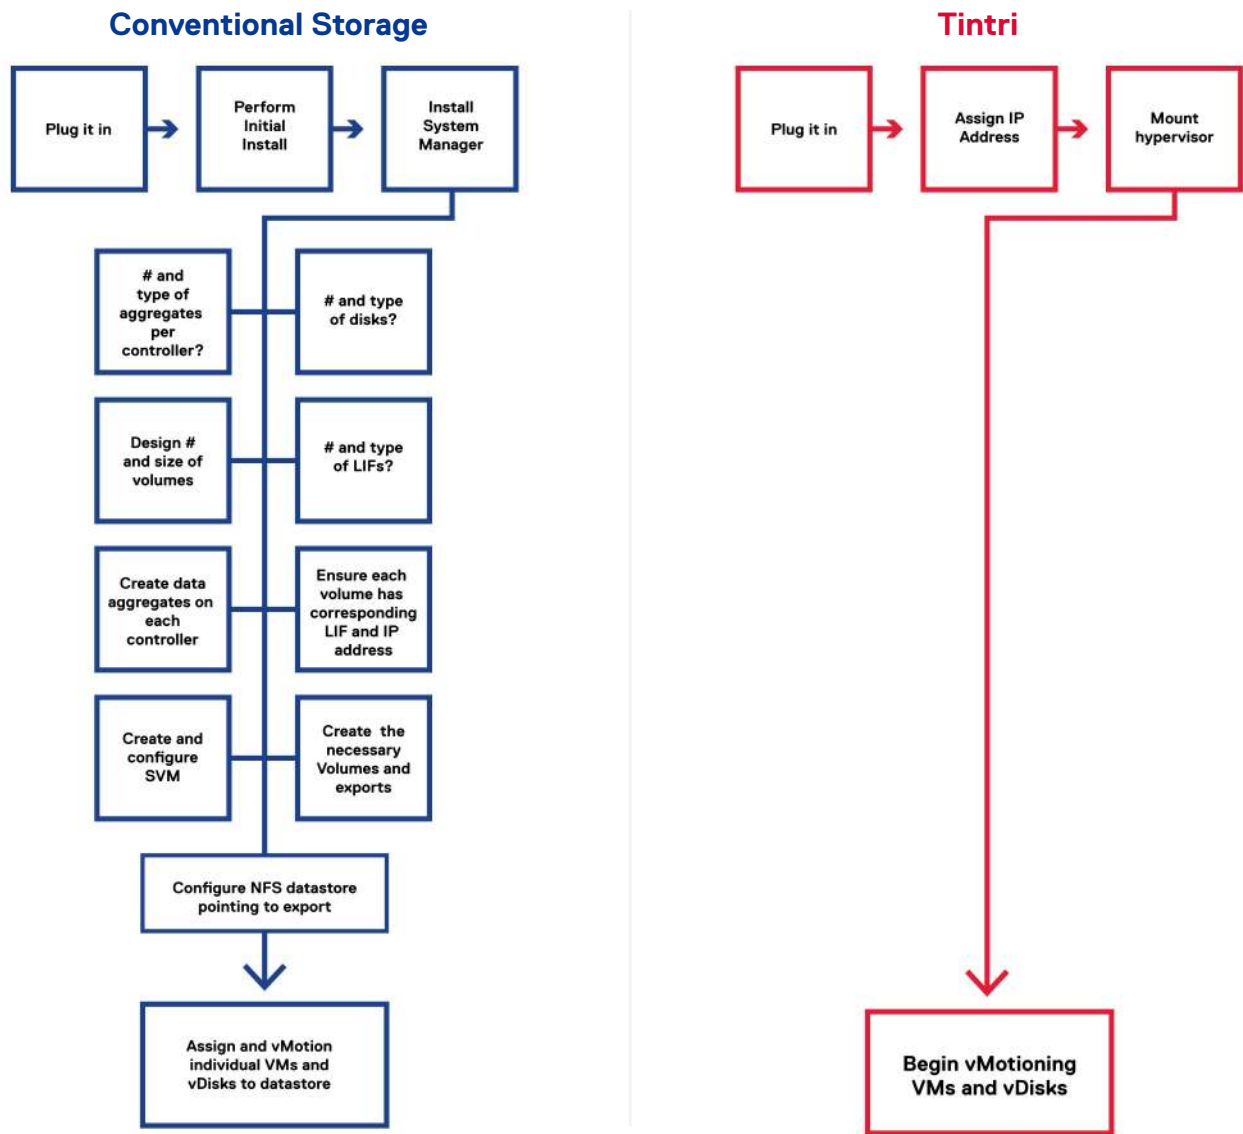 Conventional Storage
Plug it in
Perform
Initial
Install
Install
System
Manager
# and
type of
aggregates
per
controller?
# and type
of disks?
Design #
and size of
volumes
# and type
of LIFs?
Create data
aggregates on
each
controller
Ensure each
volume has
corresponding
LIF and IP
address
Create and
configure
SVM
Create the
necessary
Volumes and
exports
Configure NFS datastore
pointing to export
Assign and vMotion
individual VMs and
vDisks to datastore
Tintri
Plug it in
Assign IP
Address
Mount
hypervisor
Begin vMotioning
VMs and vDisks